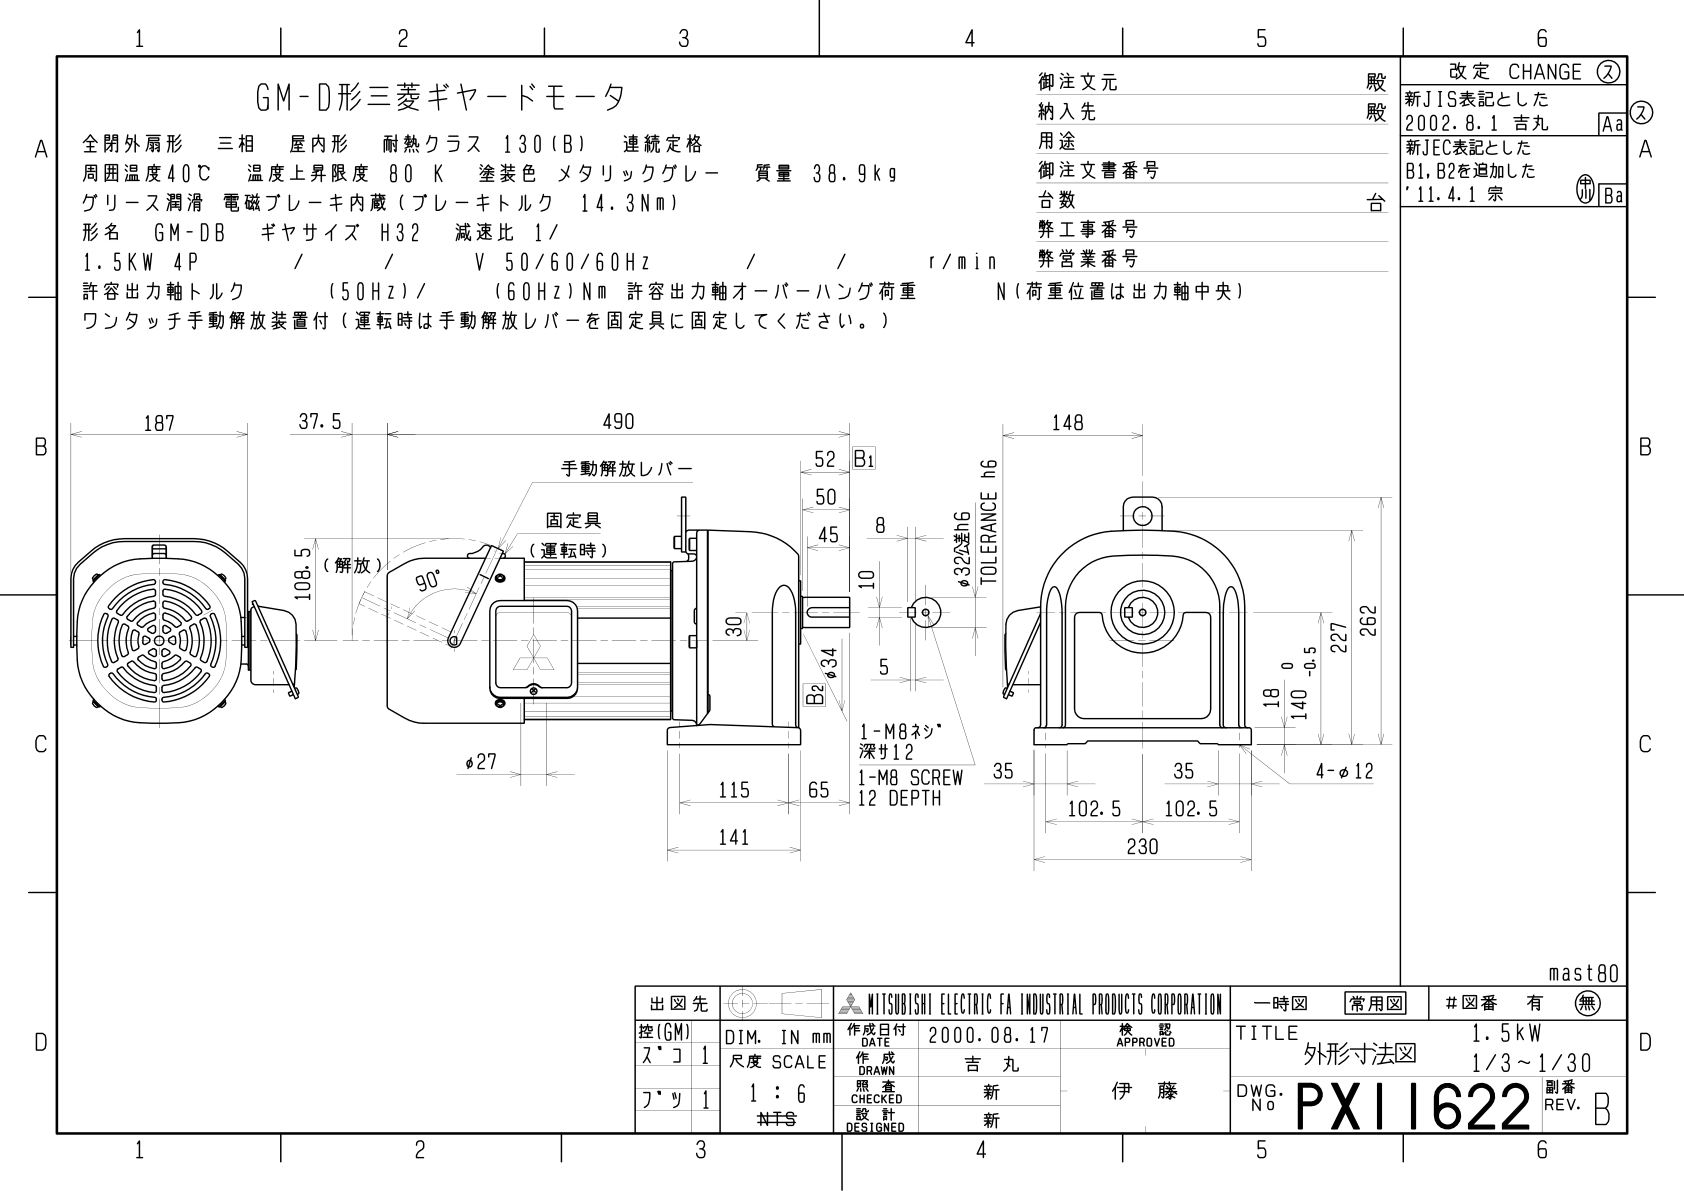 1 2 3 4 5 6
GM-D形三菱ギヤードモータ
全閉外扇形 三相 屋内形 耐熱クラス 130(B) 連続定格
周囲温度40℃ 温度上昇限度 80 K 塗装色 メタリックグレー 質量 38.9kg
グリース潤滑 電磁ブレーキ内蔵(ブレーキトルク 14.3Nm)
形名 GM-DB ギヤサイズ H32 減速比 1/
1.5KW 4P / / V 50/60/60Hz / / r/min
許容出力軸トルク (50Hz)/ (60Hz)Nm 許容出力軸オーバーハング荷重 N(荷重位置は出力軸中央)
ワンタッチ手動解放装置付(運転時は手動解放レバーを固定具に固定してください。)
御注文元 殿
納入先 殿
用途
御注文書番号
台数 台
弊工事番号
弊営業番号
改定 CHANGE ス
新JIS表記とした
2002.8.1 吉丸 Aa
ス
新JEC表記とした
B1,B2を追加した
'11.4.1 宗 Ba
A A
B B
C C
D D
187
37.5
490
148
手動解放レバー
52 B1
固定具
50
(運転時)
45
8
(解放)
108.5
90°
10
30
φ34
B2
5
φ32公差h6
TOLERANCE h6
262
227
0
-0.5
140
18
φ27
1-M8ネジ
深サ12
1-M8 SCREW
12 DEPTH
35 35
4-φ12
115 65
102.5 102.5
141
230
mast80
出図先
MITSUBISHI ELECTRIC FA INDUSTRIAL PRODUCTS CORPORATION
一時図 常用図 #図番 有 無
控(GM)
スコ 1
ブツ 1
DIM. IN mm
尺度 SCALE
1 : 6
NTS
作成日付
DATE
2000.08.17
検 認
APPROVED
作 成
DRAWN
吉 丸
照 査
CHECKED
新
伊 藤
設 計
DESIGNED
新
TITLE
外形寸法図
1.5kW
1/3~1/30
DWG.
No
PX11622
副番
REV.
B
1 2 3 4 5 6